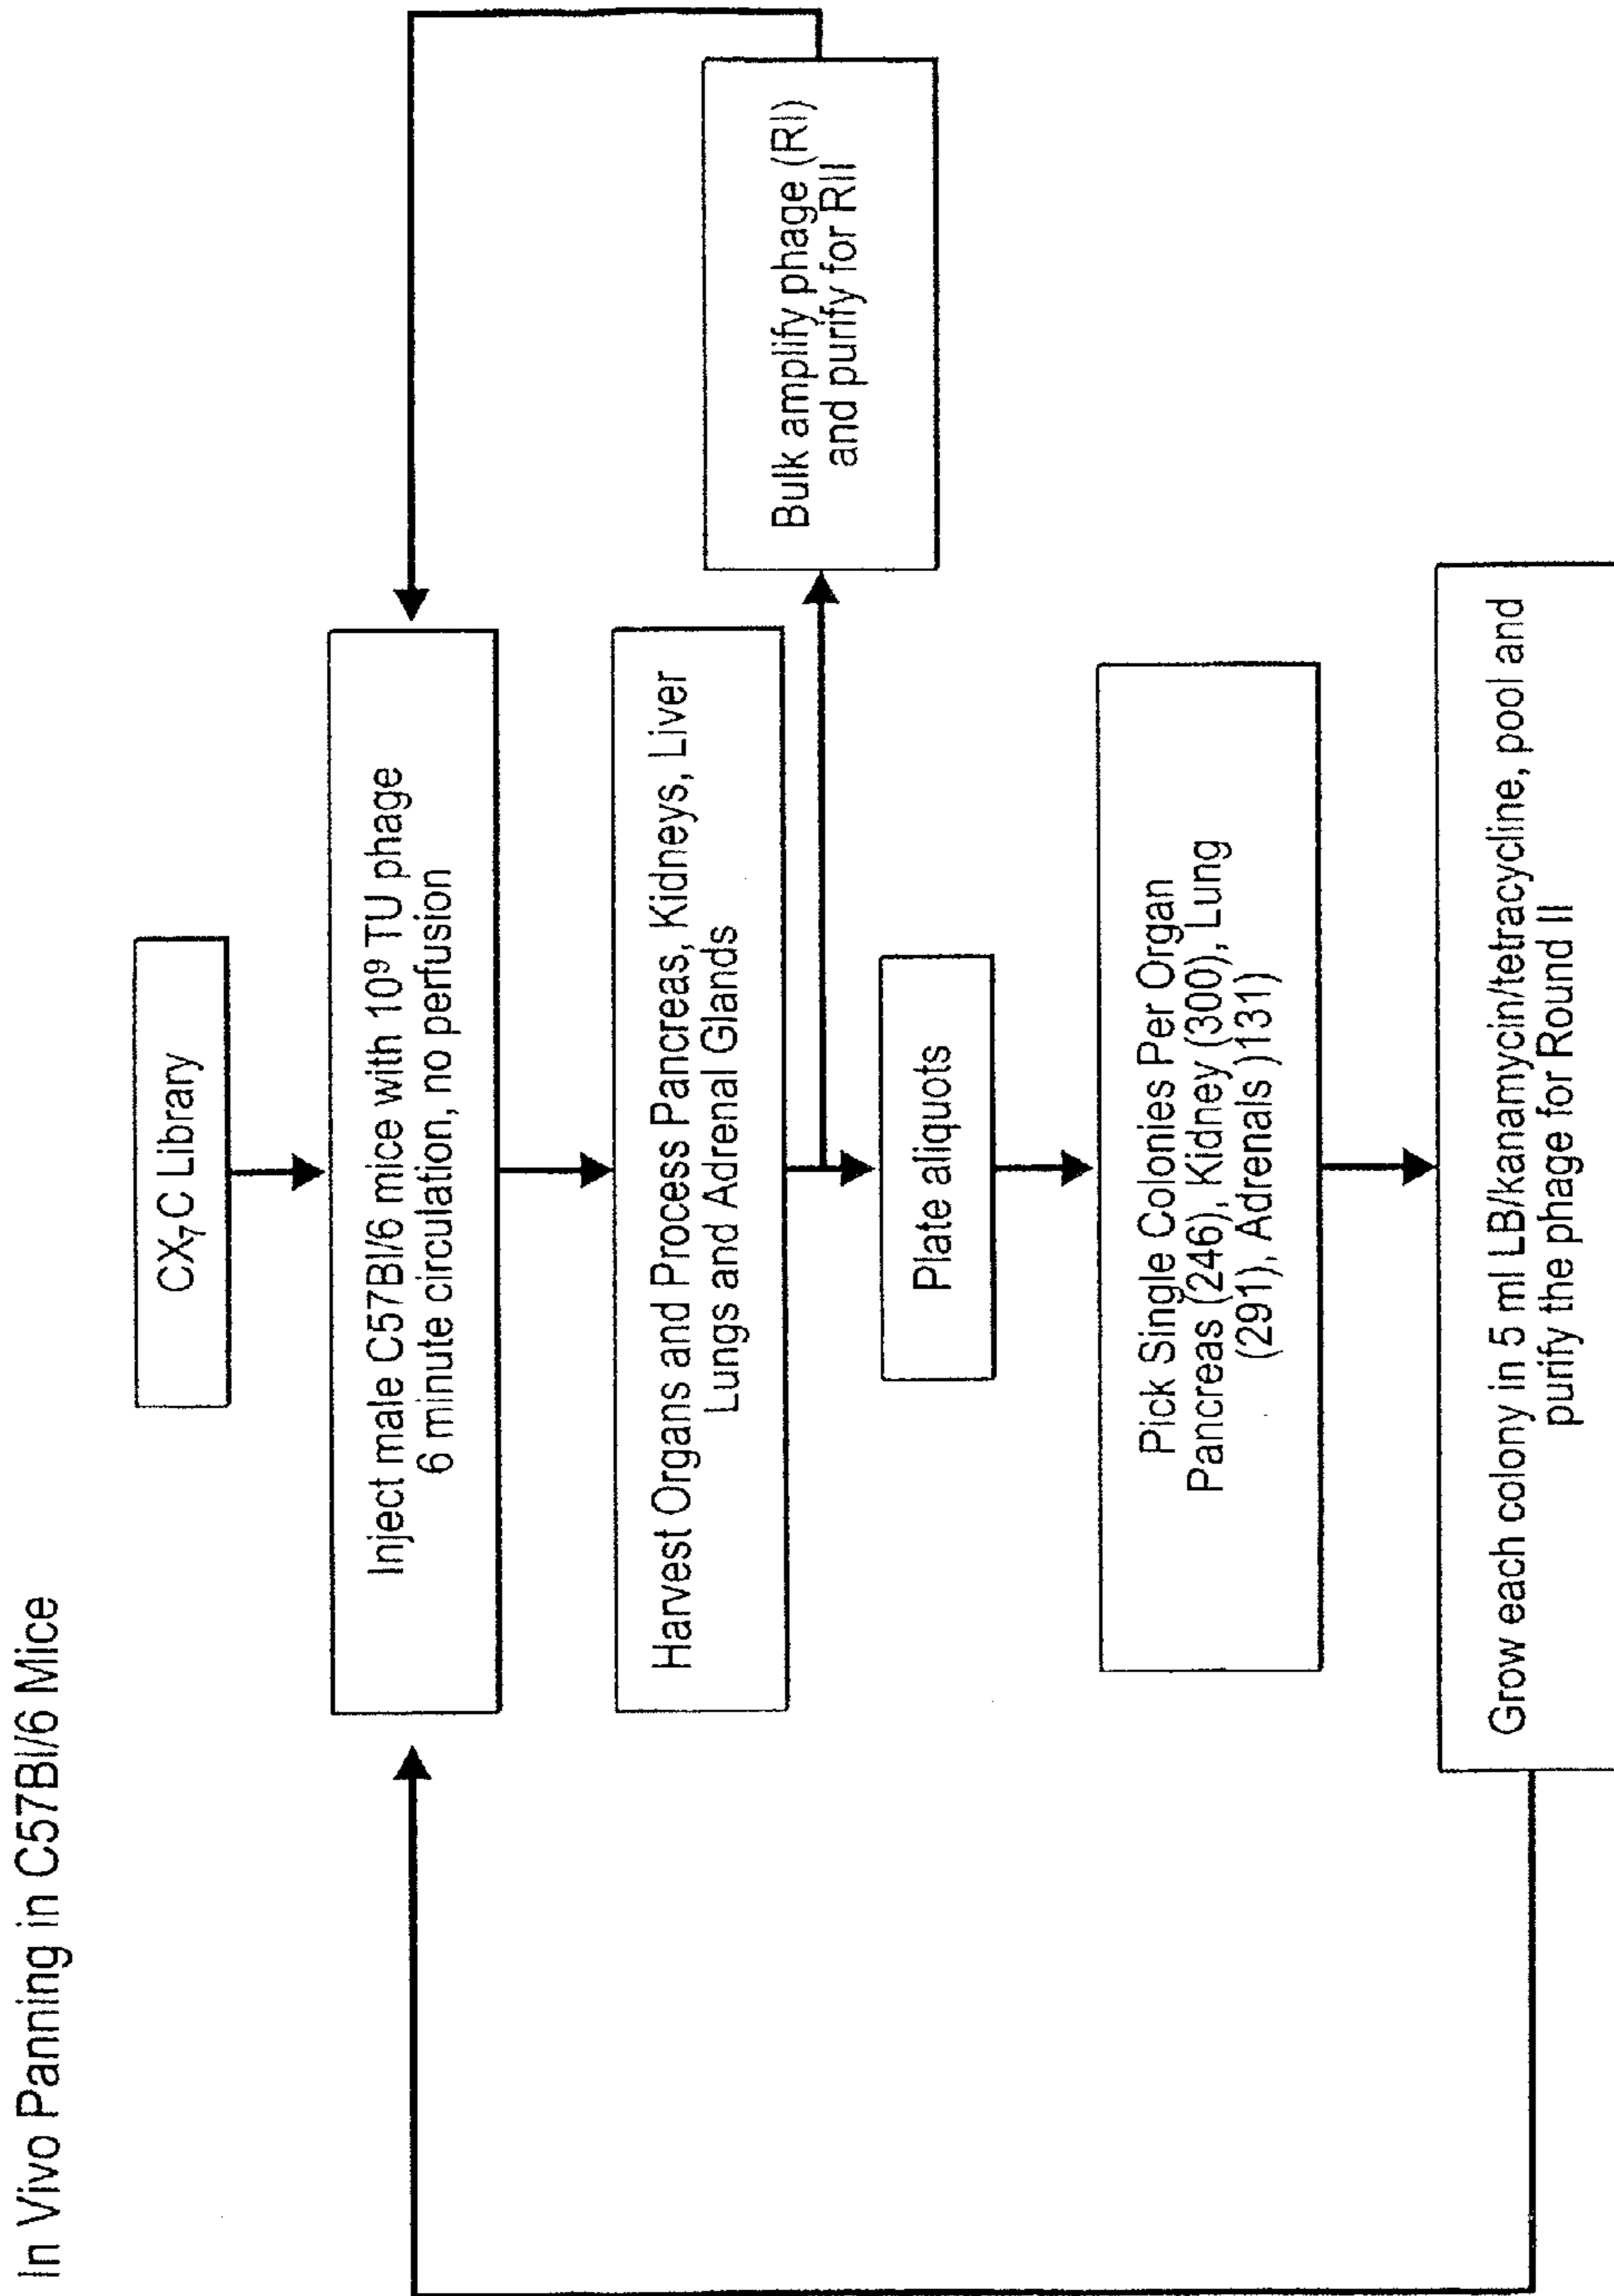 In Vivo Panning in C57Bl/6 Mice
CX₇C Library
Inject male C57Bl/6 mice with 10⁹ TU phage
6 minute circulation, no perfusion
Harvest Organs and Process Pancreas, Kidneys, Liver
Lungs and Adrenal Glands
Bulk amplify phage (RI)
and purify for RII
Plate aliquots
Pick Single Colonies Per Organ
Pancreas (246), Kidney (300), Lung
(291), Adrenals )131)
Grow each colony in 5 ml LB/kanamycin/tetracycline, pool and
purify the phage for Round II